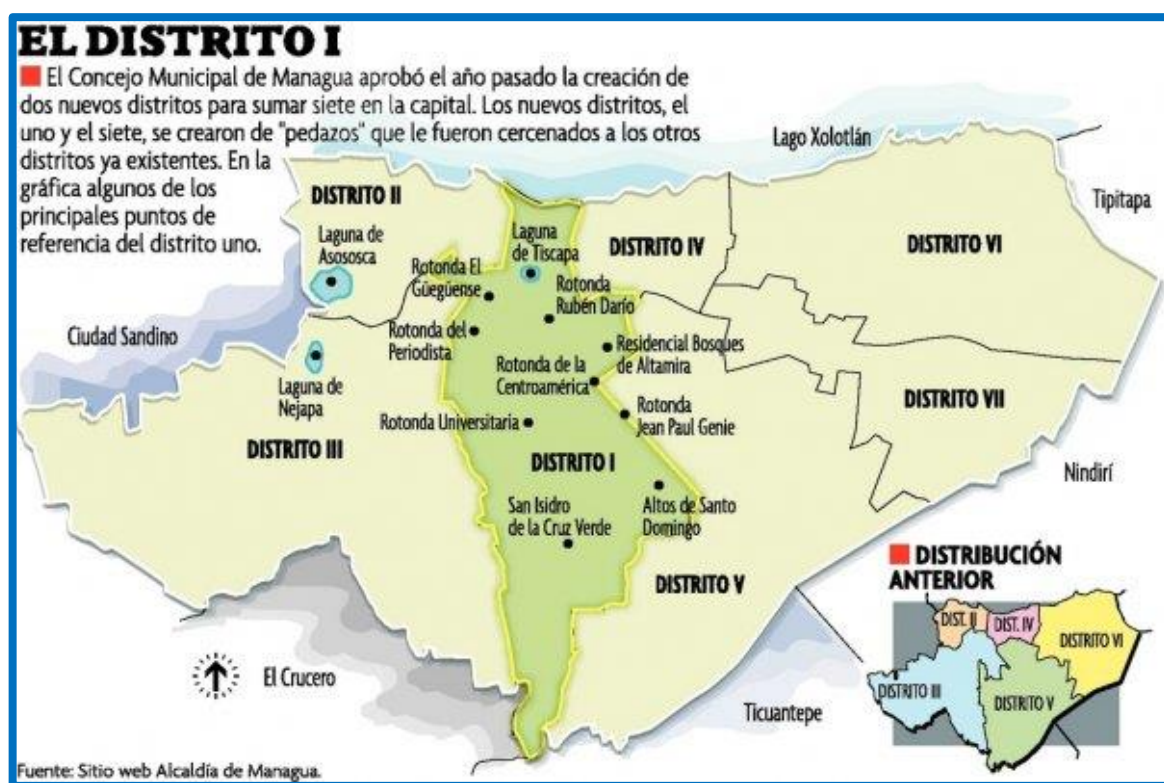 EL DISTRITO I
El Concejo Municipal de Managua aprobó el año pasado la creación de
dos nuevos distritos para sumar siete en la capital. Los nuevos distritos, el
uno y el siete, se crearon de "pedazos" que le fueron cercenados a los otros
distritos ya existentes. En la
gráfica algunos de los
principales puntos de
referencia del distrito uno.
Lago Xolotlán
Tipitapa
DISTRITO II
Laguna de
Asososca
Rotonda El
Güegüense
Laguna
de Tiscapa
DISTRITO IV
DISTRITO VI
Rotonda
Rubén Darío
Ciudad Sandino
Rotonda del
Periodista
Residencial Bosques
de Altamira
Rotonda de la
Centroamérica
Laguna de
Nejapa
Rotonda Universitaria
Rotonda
Jean Paul Genie
DISTRITO VII
DISTRITO III
DISTRITO I
Nindirí
San Isidro
de la Cruz Verde
Altos de Santo
Domingo
DISTRITO V
DISTRIBUCIÓN
ANTERIOR
DIST. II
DIST. IV
DISTRITO VI
DISTRITO III
DISTRITO V
El Crucero
Ticuantepe
Fuente: Sitio web Alcaldía de Managua.